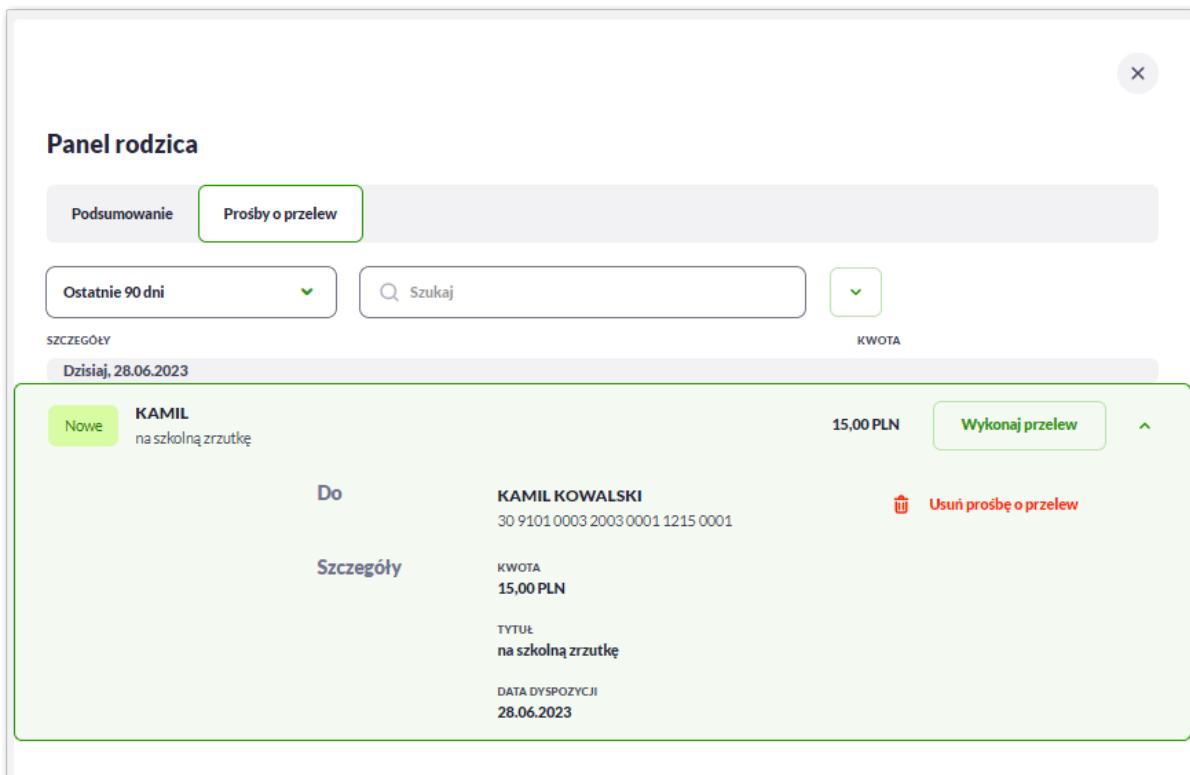 Panel rodzica
Podsumowanie
Prośby o przelew
Ostatnie 90 dni
Szukaj
SZCZEGÓŁY
KWOTA
Dzisiaj, 28.06.2023
Nowe
KAMIL
na szkolną zrzutkę
15,00 PLN
Wykonaj przelew
Do
KAMIL KOWALSKI
30 9101 0003 2003 0001 1215 0001
Usuń prośbę o przelew
Szczegóły
KWOTA
15,00 PLN
TYTUŁ
na szkolną zrzutkę
DATA DYSPOZYCJI
28.06.2023